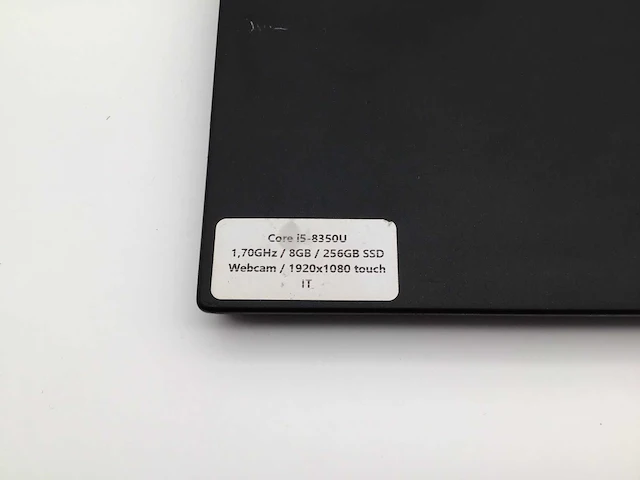 Core i5-8350U
1,70GHz / 8GB / 256GB SSD
Webcam / 1920x1080 touch
IT